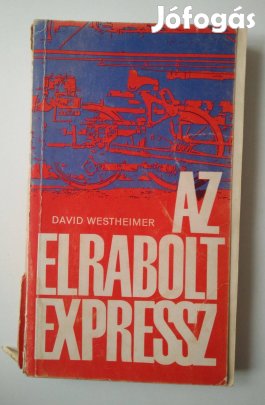 Jófogás
DAVID WESTHEIMER
AZ
ELRABOLT
EXPRESSZ